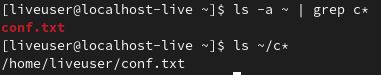 [liveuser@localhost-live ~]$ ls -a ~ | grep c*
conf.txt
[liveuser@localhost-live ~]$ ls ~/c*
/home/liveuser/conf.txt